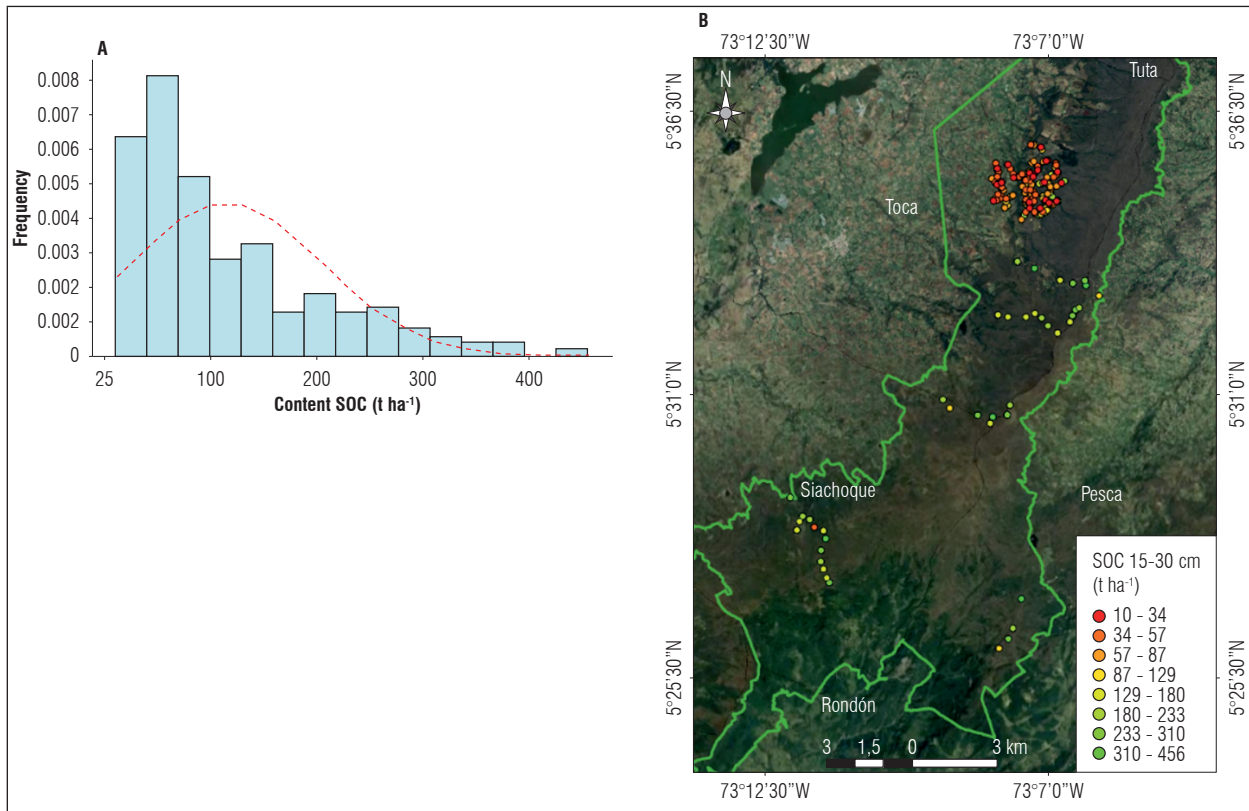 A
Frequency
0.008
0.006
0.005
0.004
0.003
0.002
0.002
0
25
100
200
300
400
Content SOC (t ha-1)
B
73°12'30”W
73°7'0”W
5°36'30”N
5°36'30”N
5°31'0”N
5°31'0”N
5°25'30”N
5°25'30”N
N
Tuta
Toca
Siachoque
Pesca
Rondón
SOC 15-30 cm
(t ha-1)
10 - 34
34 - 57
57 - 87
87 - 129
129 - 180
180 - 233
233 - 310
310 - 456
3 1,5 0 3 km
73°12'30”W
73°7'0”W